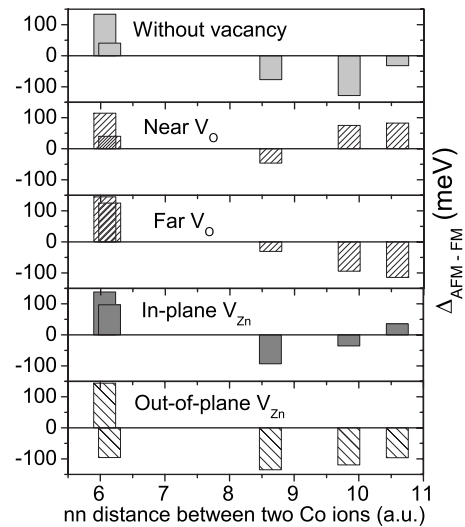 100
0
-100
Without vacancy
100
0
-100
Near V_O
100
0
-100
Far V_O
100
0
-100
In-plane V_Zn
100
0
-100
Out-of-plane V_Zn
6 7 8 9 10 11
nn distance between two Co ions (a.u.)
Δ_AFM - FM (meV)